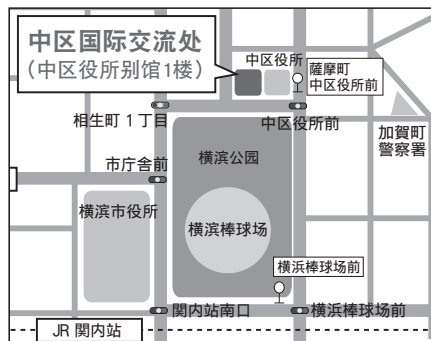 中区国际交流处
（中区役所别馆1楼）
中区役所
薩摩町
中区役所前
相生町 1 丁目
中区役所前
加賀町
警察署
市庁舎前
横滨公园
横滨市役所
横滨棒球场
横浜棒球场前
関内站南口
横浜棒球场前
JR 関内站